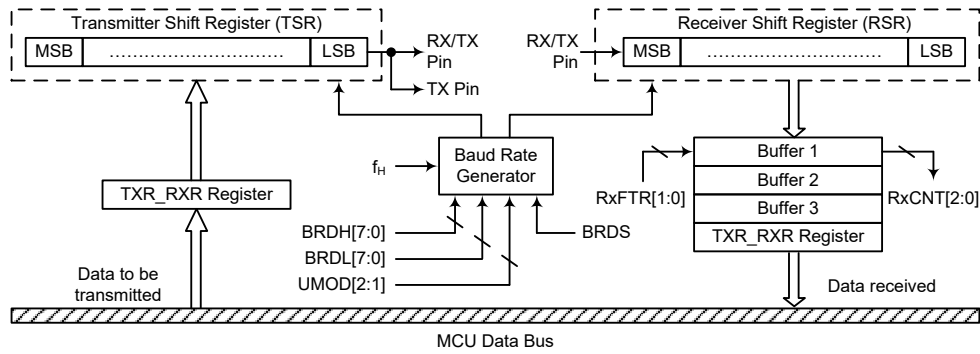 Transmitter Shift Register (TSR)
MSB
…………………………
LSB
RX/TX
Pin
TX Pin
Receiver Shift Register (RSR)
RX/TX
Pin
MSB
…………………………
LSB
fH
Baud Rate
Generator
TXR_RXR Register
Buffer 1
Buffer 2
Buffer 3
TXR_RXR Register
RxFTR[1:0]
RxCNT[2:0]
BRDH[7:0]
BRDL[7:0]
UMOD[2:1]
BRDS
Data to be
transmitted
Data received
MCU Data Bus